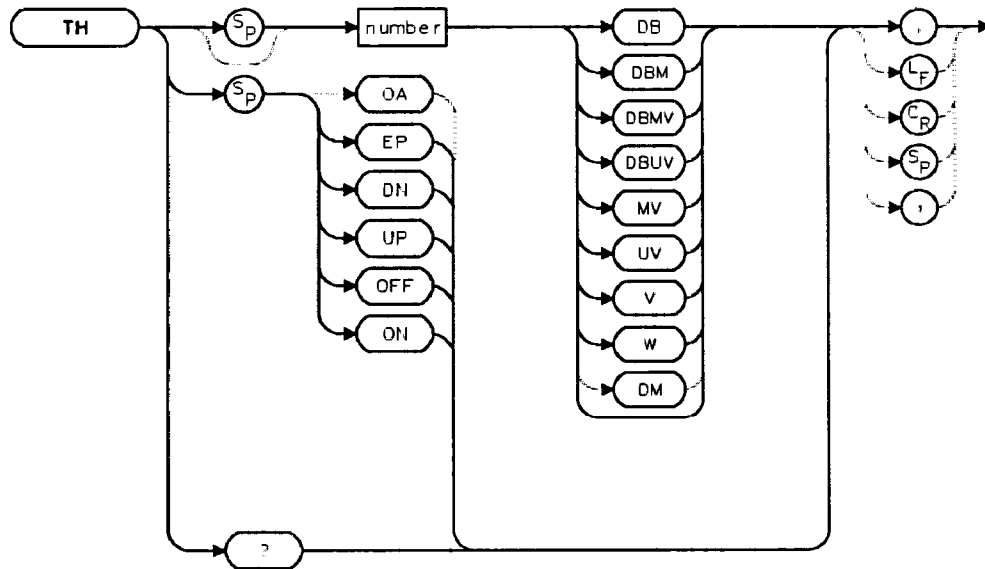 TH
SP
number
DB
,
DBM
LF
SP
OA
DBMV
CR
EP
DBUV
SP
DN
MV
,
UP
UV
OFF
V
ON
W
DM
?